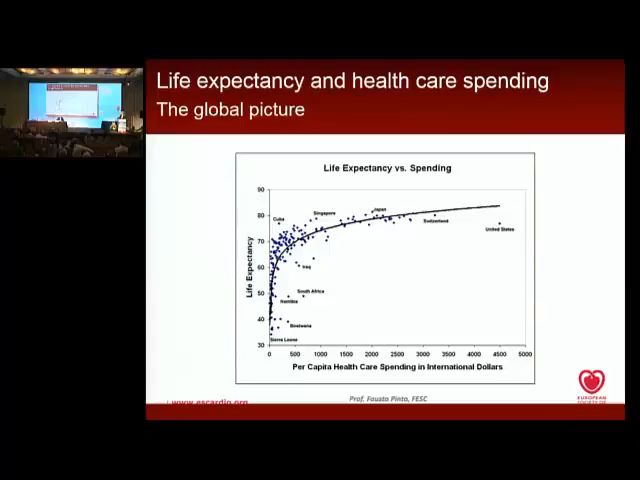 Life expectancy and health care spending
The global picture
Life Expectancy vs. Spending
90
80
70
60
50
40
30
Life Expectancy
Cuba
Singapore
Japan
Switzerland
United States
Iraq
South Africa
Namibia
Botswana
Sierra Leone
0 500 1000 1500 2000 2500 3000 3500 4000 4500 5000
Per Capita Health Care Spending in International Dollars
www.escardio.org
Prof. Fausto Pinto, FESC
EUROPEAN
SOCIETY OF